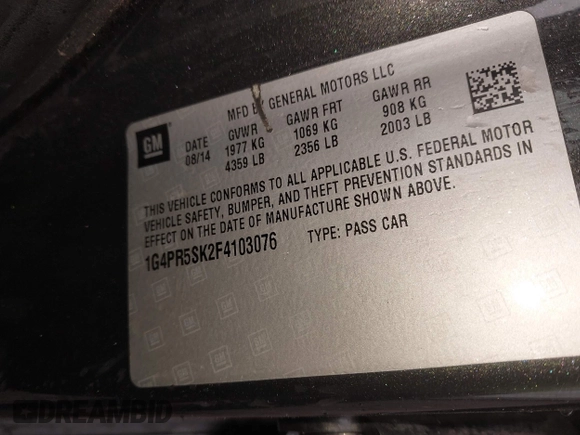 MFD BY GENERAL MOTORS LLC
GM DATE GVWR GAWR FRT GAWR RR
08/14 1977 KG 1069 KG 908 KG
4359 LB 2356 LB 2003 LB
THIS VEHICLE CONFORMS TO ALL APPLICABLE U.S. FEDERAL MOTOR
VEHICLE SAFETY, BUMPER, AND THEFT PREVENTION STANDARDS IN
EFFECT ON THE DATE OF MANUFACTURE SHOWN ABOVE.
1G4PR5SK2F4103076 TYPE: PASS CAR
DREAMBID